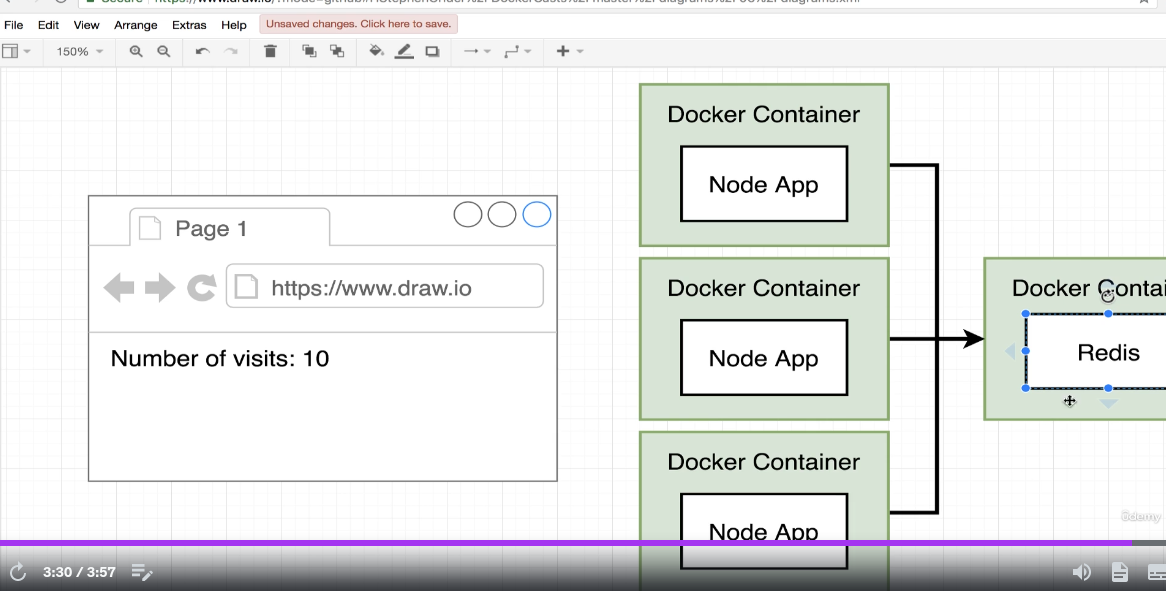 File Edit View Arrange Extras Help Unsaved changes. Click here to save.
150%
Docker Container
Node App
Page 1
https://www.draw.io
Number of visits: 10
Docker Container
Node App
Docker Contai
Redis
Docker Container
Node App
ûdemy
3:30 / 3:57